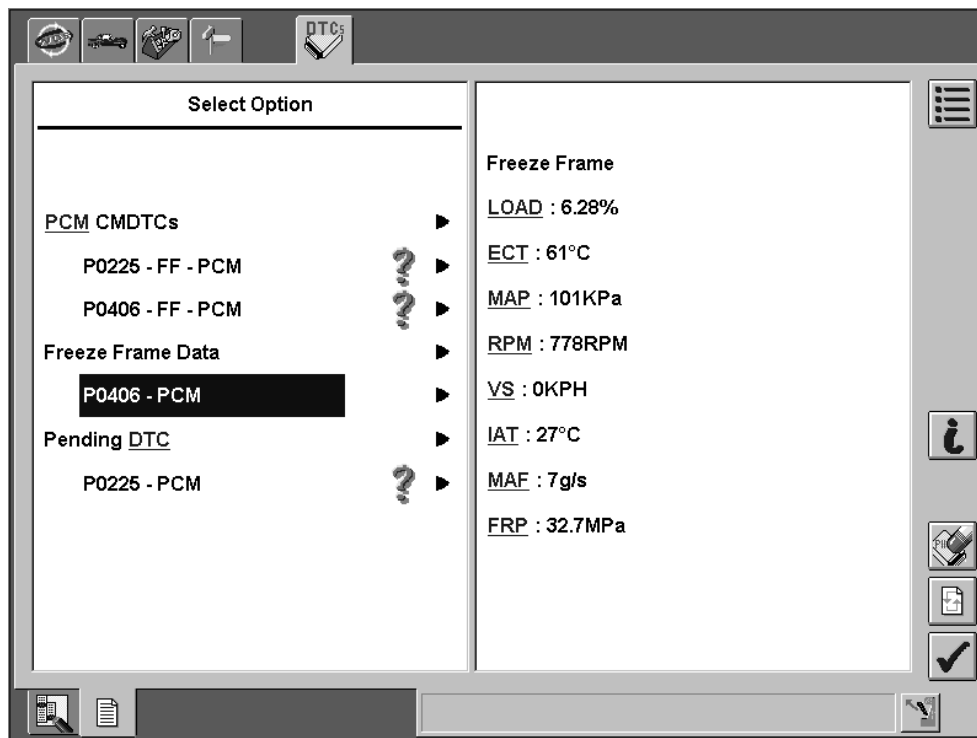 DTCs
Select Option
PCM CMDTCs
P0225 - FF - PCM
P0406 - FF - PCM
Freeze Frame Data
P0406 - PCM
Pending DTC
P0225 - PCM
Freeze Frame
LOAD : 6.28%
ECT : 61°C
MAP : 101KPa
RPM : 778RPM
VS : 0KPH
IAT : 27°C
MAF : 7g/s
FRP : 32.7MPa